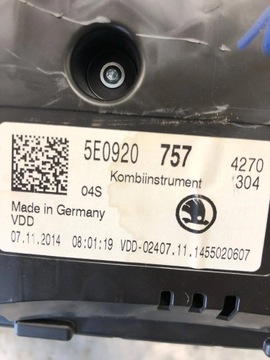 5E0920 757
4270
304
04S
Kombiinstrument
Made in Germany
VDD
07.11.2014 08:01:19 VDD-02407.11.1455020607